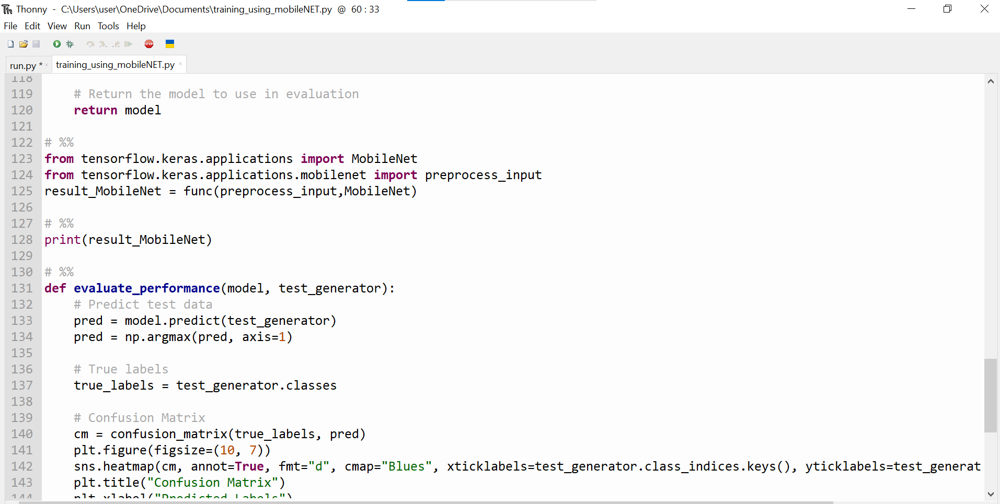 Thonny - C:\Users\user\OneDrive\Documents\training_using_mobileNET.py @ 60 : 33
File Edit View Run Tools Help
STOP
run.py * × training_using_mobileNET.py ×
118
119     # Return the model to use in evaluation
120     return model
121
122 # %%
123 from tensorflow.keras.applications import MobileNet
124 from tensorflow.keras.applications.mobilenet import preprocess_input
125 result_MobileNet = func(preprocess_input,MobileNet)
126
127 # %%
128 print(result_MobileNet)
129
130 # %%
131 def evaluate_performance(model, test_generator):
132     # Predict test data
133     pred = model.predict(test_generator)
134     pred = np.argmax(pred, axis=1)
135
136     # True labels
137     true_labels = test_generator.classes
138
139     # Confusion Matrix
140     cm = confusion_matrix(true_labels, pred)
141     plt.figure(figsize=(10, 7))
142     sns.heatmap(cm, annot=True, fmt="d", cmap="Blues", xticklabels=test_generator.class_indices.keys(), yticklabels=test_generat
143     plt.title("Confusion Matrix")
144     plt.xlabel("Predicted Labels")